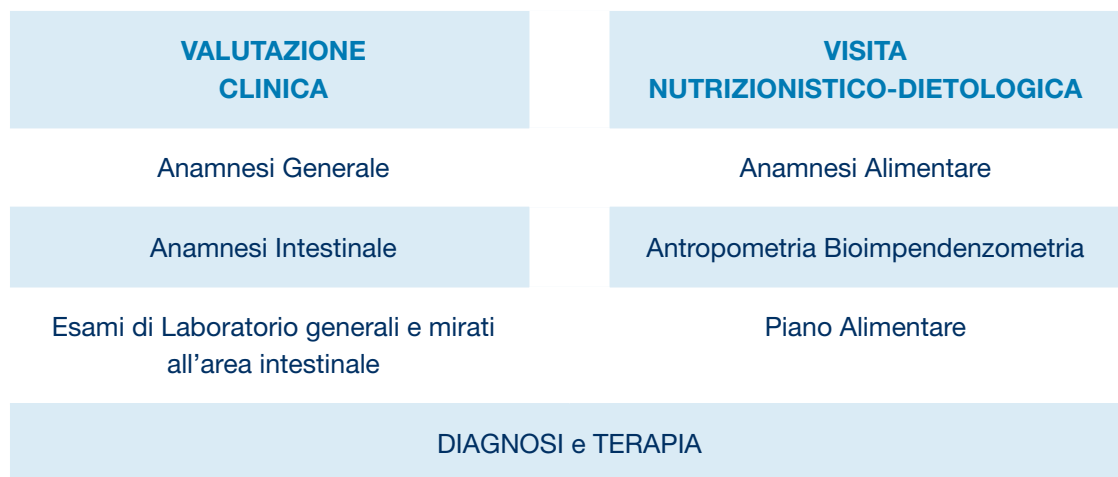 VALUTAZIONE
CLINICA
VISITA
NUTRIZIONISTICO-DIETOLOGICA
Anamnesi Generale
Anamnesi Alimentare
Anamnesi Intestinale
Antropometria Bioimpendenzometria
Esami di Laboratorio generali e mirati
all’area intestinale
Piano Alimentare
DIAGNOSI e TERAPIA